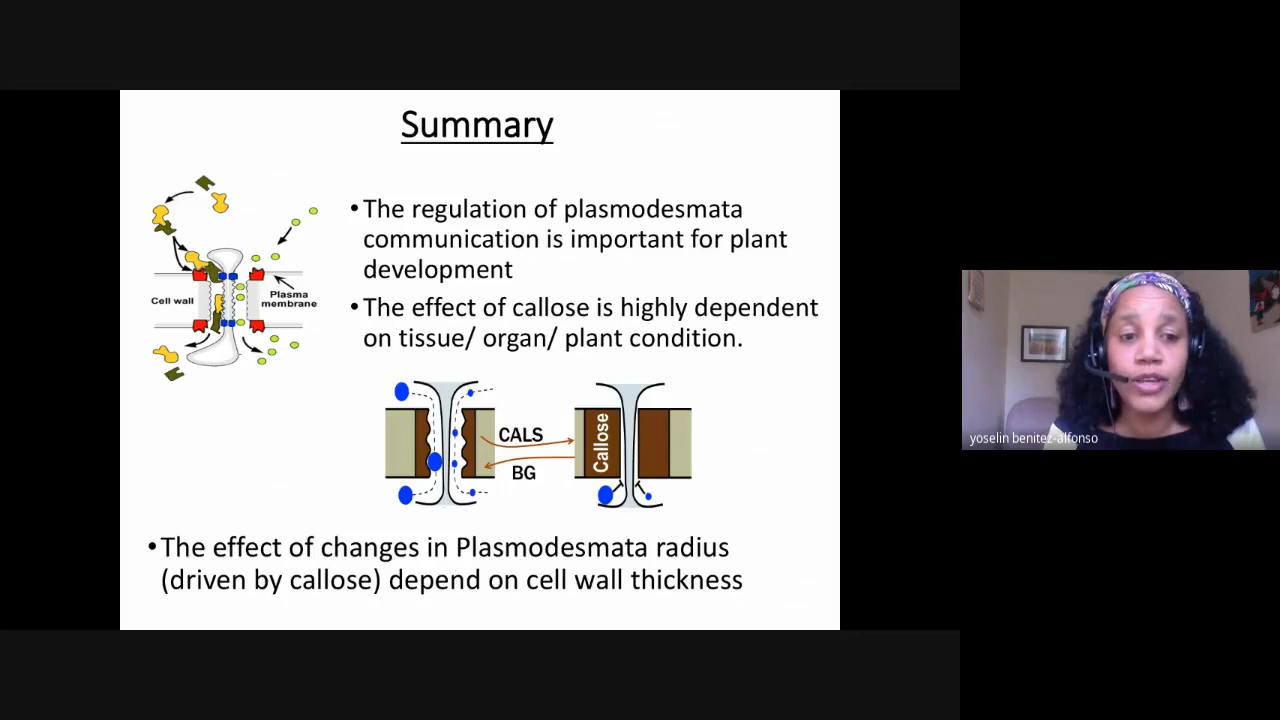 Summary
•The regulation of plasmodesmata
communication is important for plant
development
•The effect of callose is highly dependent
on tissue/ organ/ plant condition.
Cell wall
Plasma
membrane
CALS
BG
Callose
•The effect of changes in Plasmodesmata radius
(driven by callose) depend on cell wall thickness
yoselin benitez-alfonso